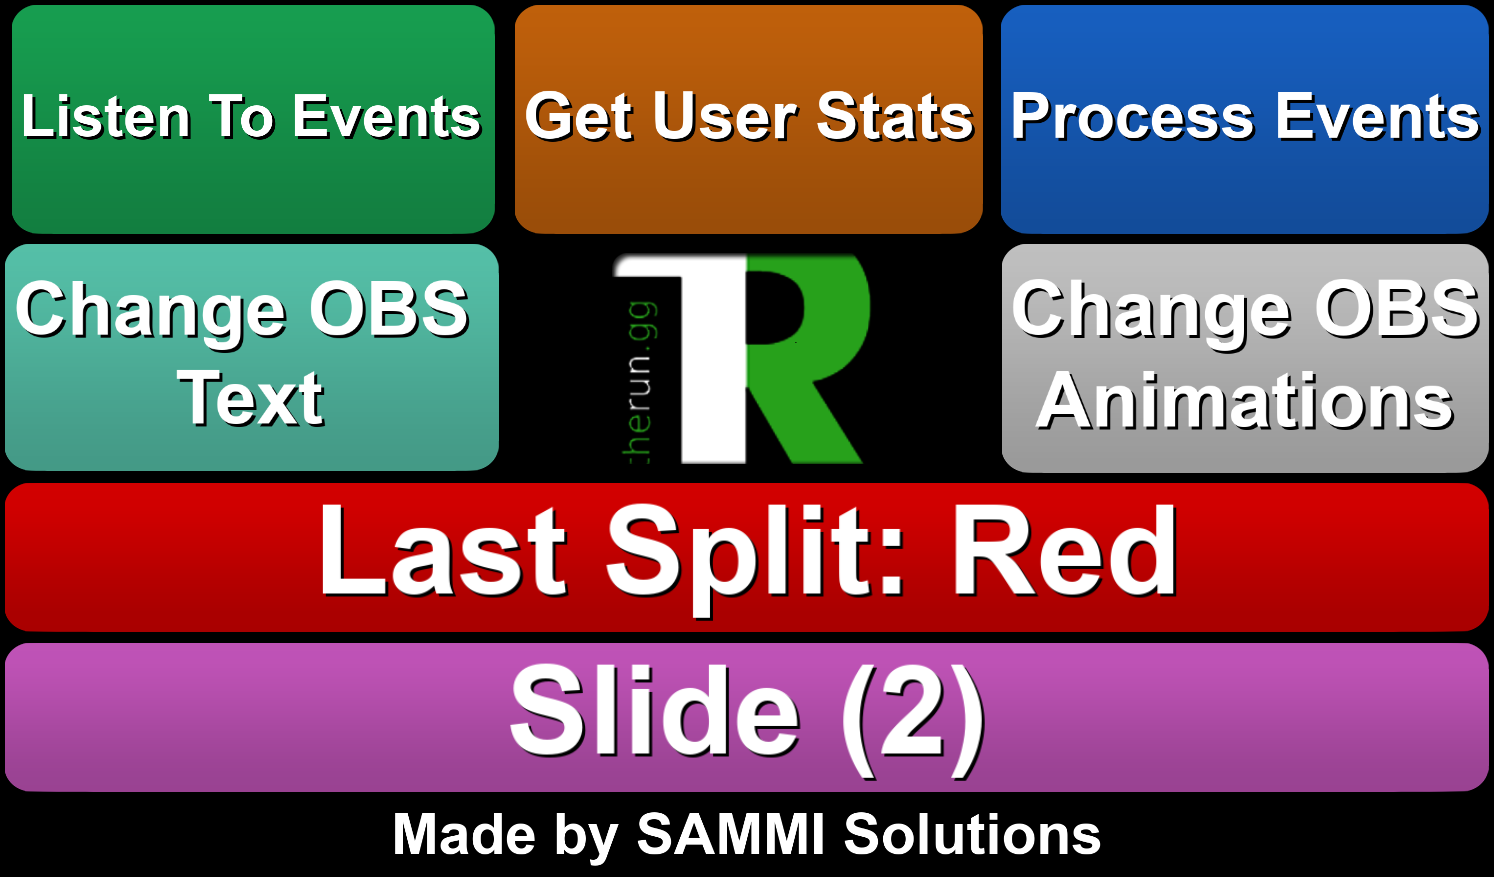 Listen To Events
Get User Stats
Process Events
Change OBS
Text
TR
therun.gg
Change OBS
Animations
Last Split: Red
Slide (2)
Made by SAMMI Solutions